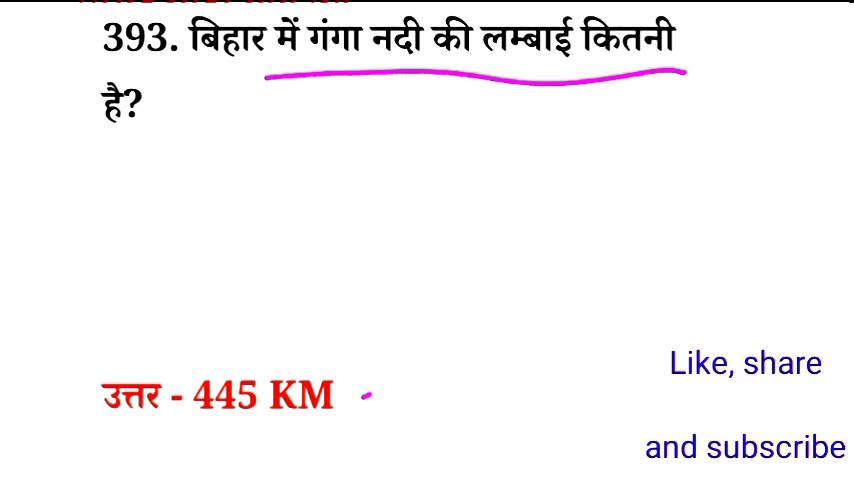 393. बिहार में गंगा नदी की लम्बाई कितनी
है?
उत्तर - 445 KM
Like, share
and subscribe